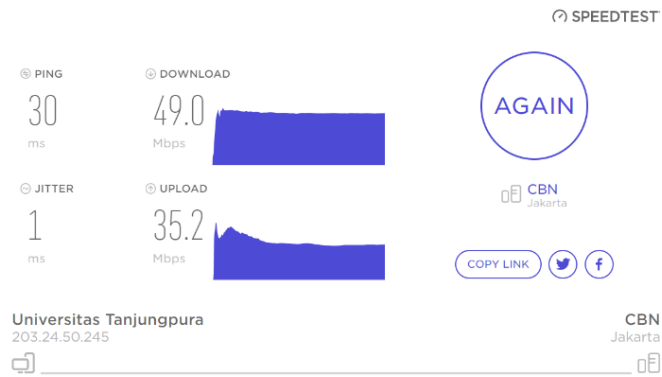 SPEEDTEST
PING
30
ms
DOWNLOAD
49.0
Mbps
JITTER
1
ms
UPLOAD
35.2
Mbps
AGAIN
CBN
Jakarta
COPY LINK
Universitas Tanjungpura
203.24.50.245
CBN
Jakarta